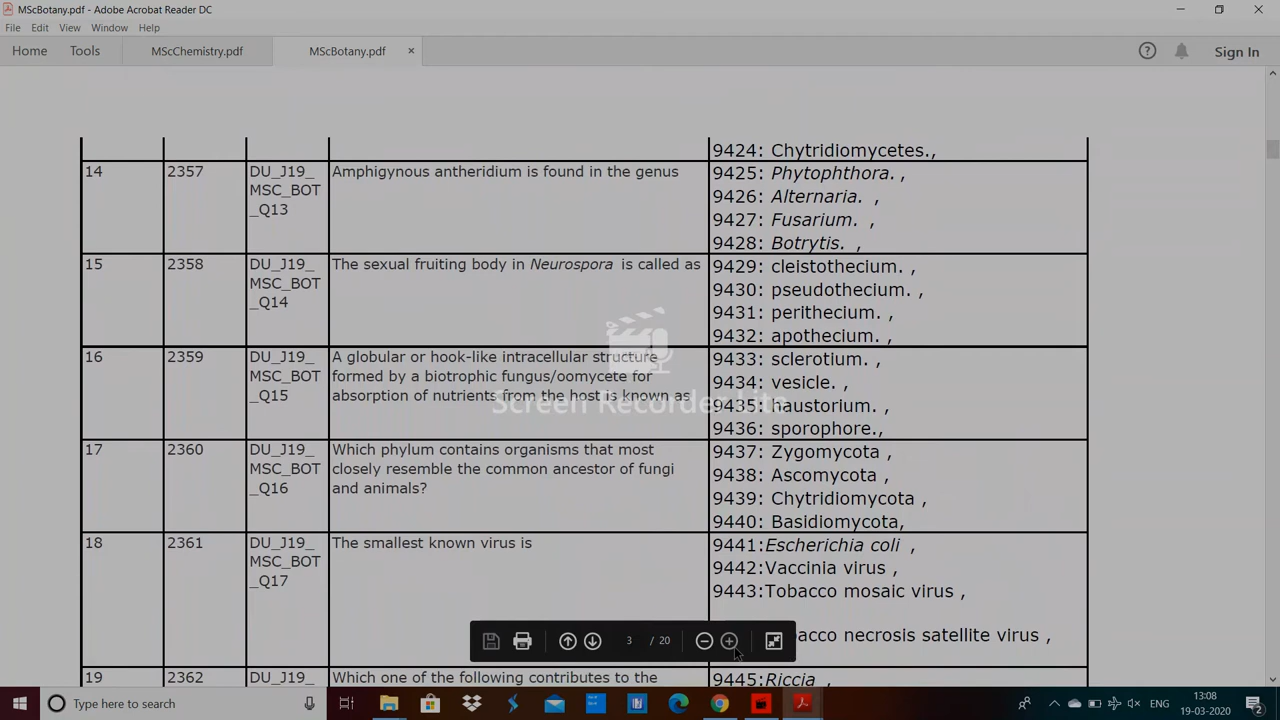 MScBotany.pdf - Adobe Acrobat Reader DC
File Edit View Window Help
Home Tools MScChemistry.pdf MScBotany.pdf × Sign In
9424: Chytridiomycetes.,
14 2357 DU_J19_ Amphigynous antheridium is found in the genus 9425: Phytophthora. ,
MSC_BOT 9426: Alternaria. ,
_Q13 9427: Fusarium. ,
9428: Botrytis. ,
15 2358 DU_J19_ The sexual fruiting body in Neurospora is called as 9429: cleistothecium. ,
MSC_BOT 9430: pseudothecium. ,
_Q14 9431: perithecium. ,
9432: apothecium. ,
16 2359 DU_J19_ A globular or hook-like intracellular structure 9433: sclerotium. ,
MSC_BOT formed by a biotrophic fungus/oomycete for 9434: vesicle. ,
_Q15 absorption of nutrients from the host is known as 9435: haustorium. ,
Screen Recorder Lite
9436: sporophore.,
17 2360 DU_J19_ Which phylum contains organisms that most 9437: Zygomycota ,
MSC_BOT closely resemble the common ancestor of fungi 9438: Ascomycota ,
_Q16 and animals? 9439: Chytridiomycota ,
9440: Basidiomycota,
18 2361 DU_J19_ The smallest known virus is 9441:Escherichia coli ,
MSC_BOT 9442:Vaccinia virus ,
_Q17 9443:Tobacco mosaic virus ,
necrosis satellite virus ,
3 / 20
19 2362 DU_J19_ Which one of the following contributes to the 9445:Riccia ,
Type here to search ENG 13:08
19-03-2020 2